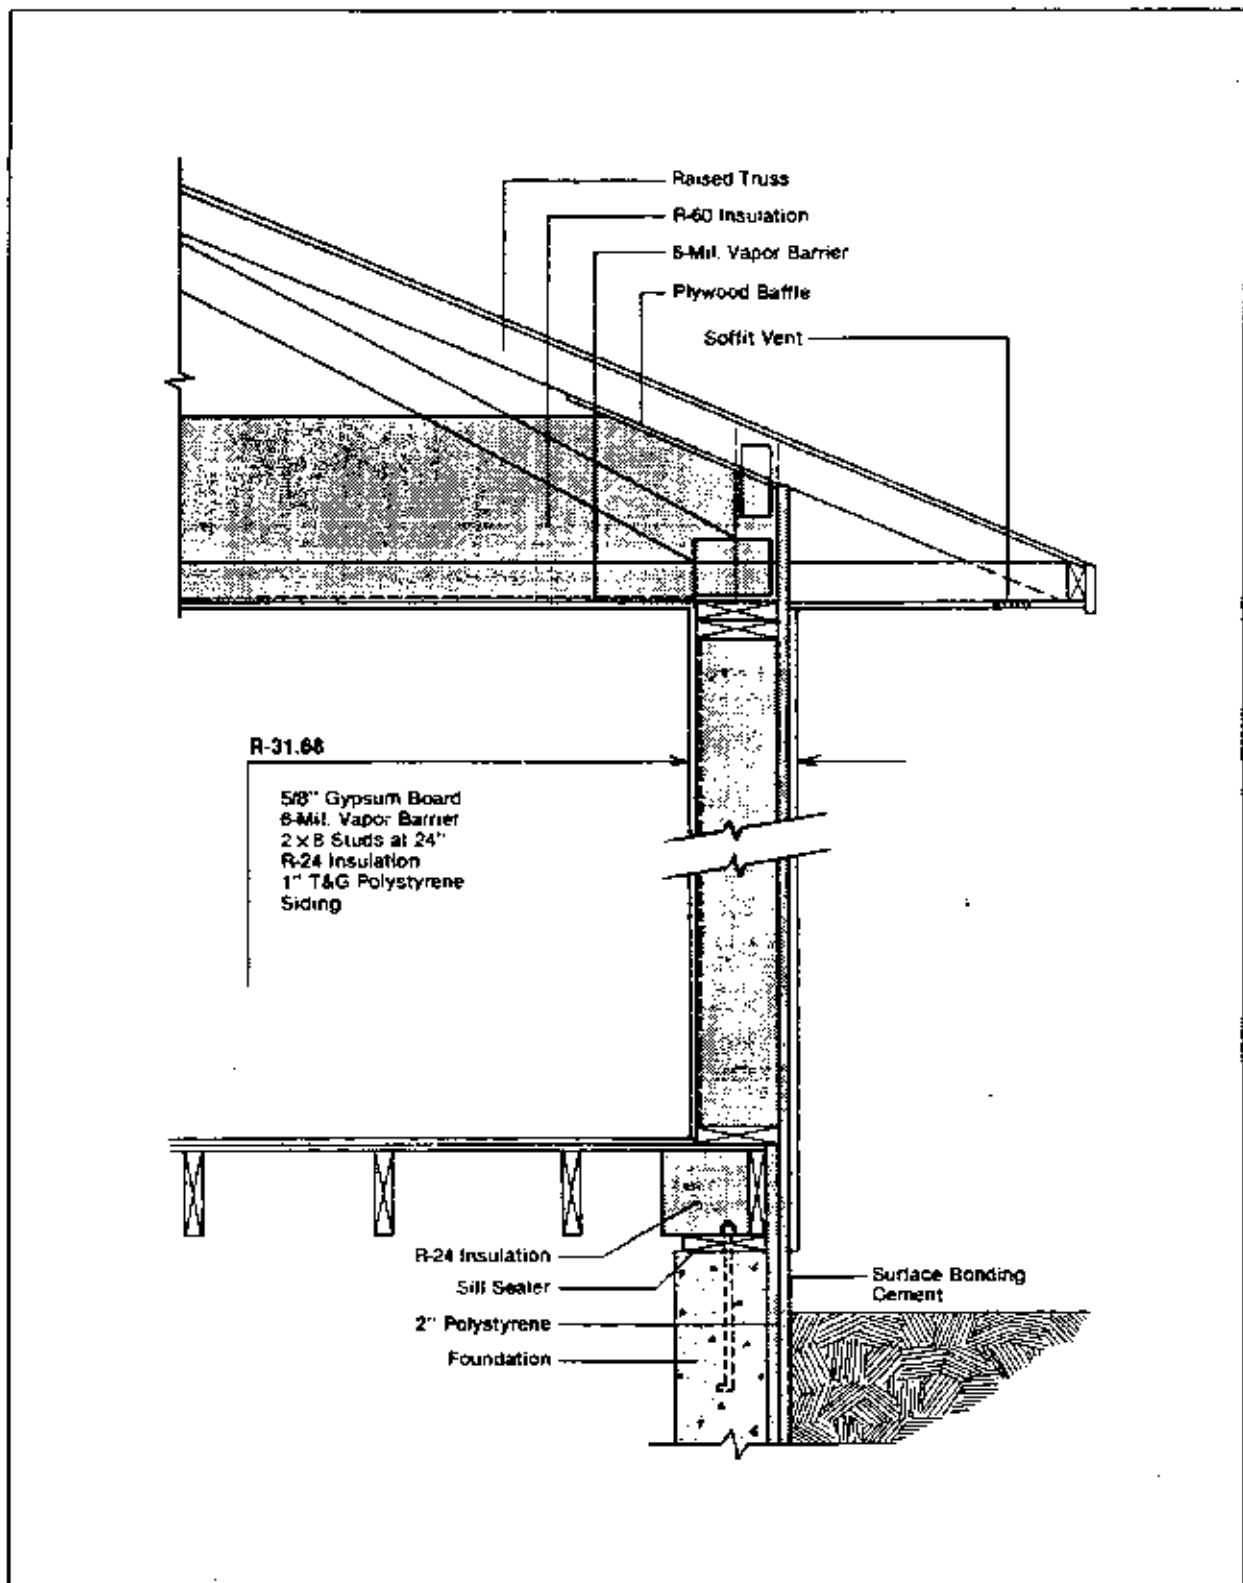 Raised Truss
R-60 Insulation
6-Mil. Vapor Barrier
Plywood Baffle
Soffit Vent
R-31.68
5/8" Gypsum Board
6-Mil. Vapor Barrier
2 x 8 Studs at 24"
R-24 Insulation
1" T&G Polystyrene
Siding
R-24 Insulation
Sill Sealer
2" Polystyrene
Foundation
Surface Bonding
Cement